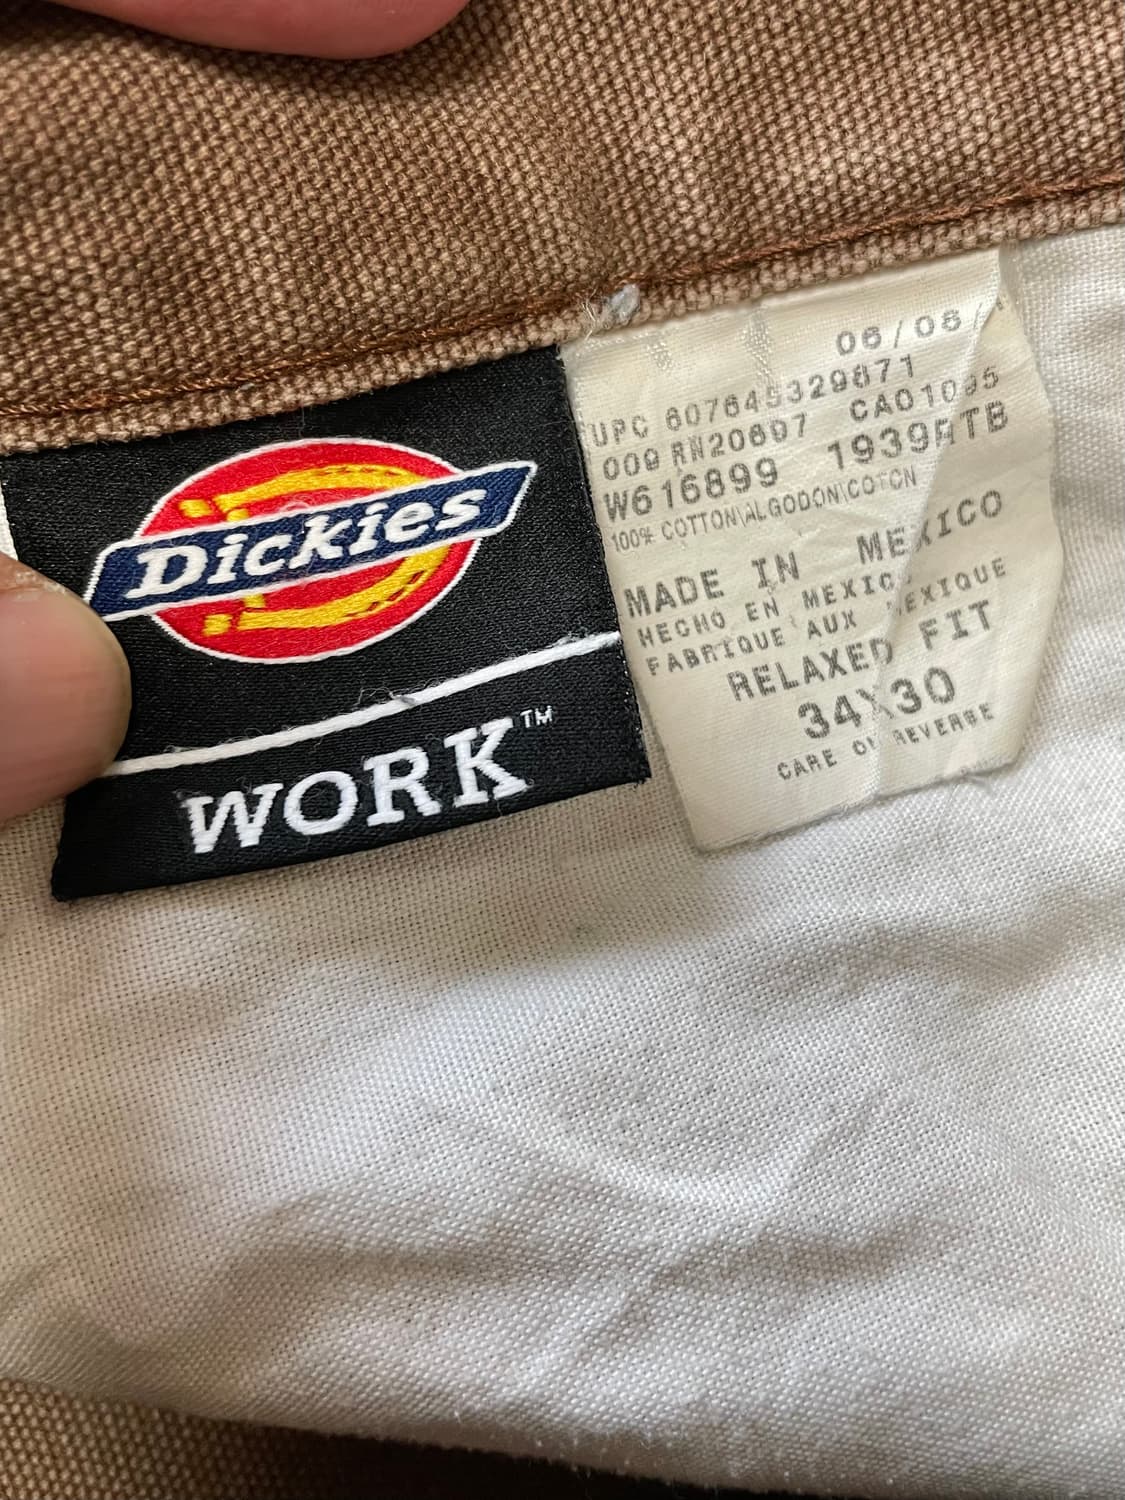 Dickies
WORK™
06/08
UPC 607645329871
009 RN20697 CA01095
W616899 1939RTB
100% COTTON\ALGODON\COTON
MADE IN MEXICO
HECHO EN MEXICO
FABRIQUE AUX MEXIQUE
RELAXED FIT
34X30
CARE ON REVERSE